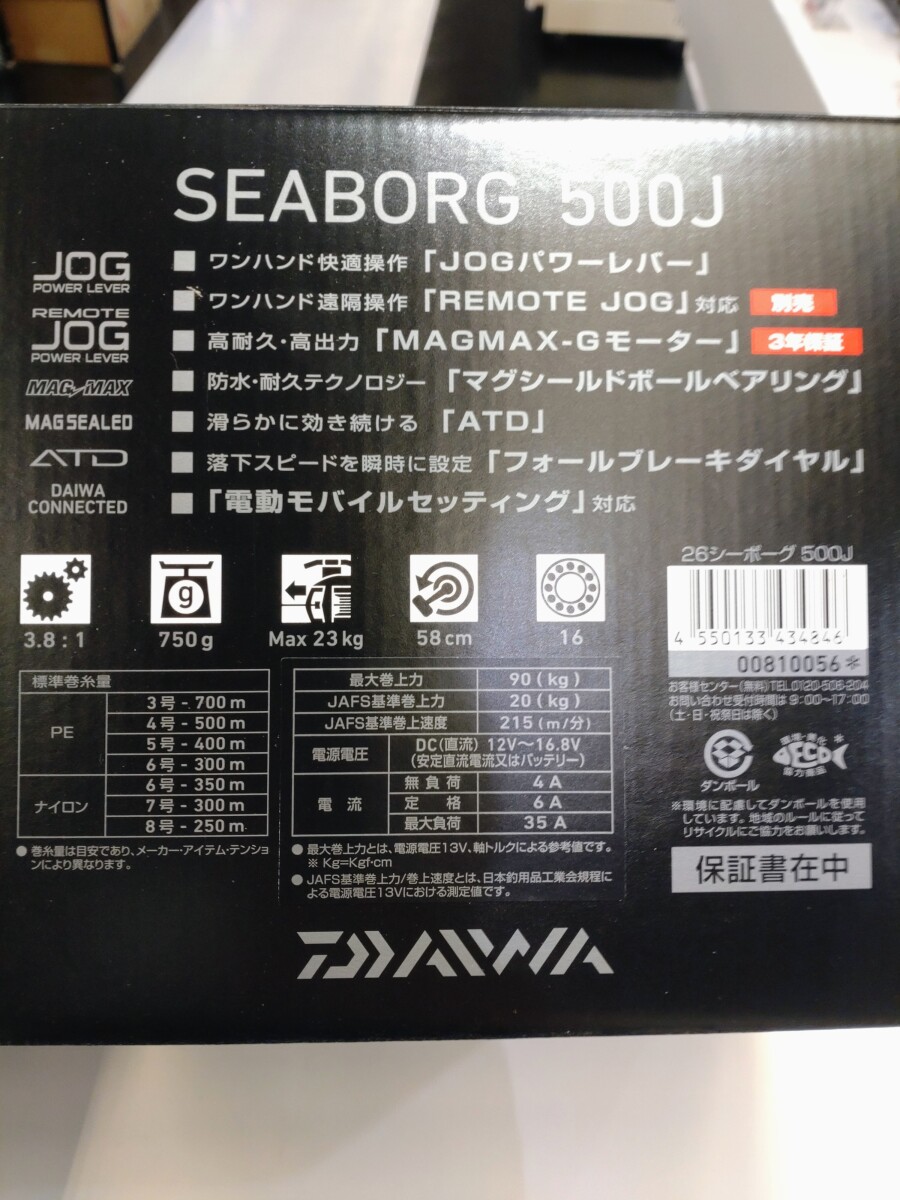 SEABORG 500J
JOG
POWER LEVER
■ ワンハンド快適操作「JOGパワーレバー」
REMOTE
JOG
POWER LEVER
■ ワンハンド遠隔操作「REMOTE JOG」対応 別売
■ 高耐久・高出力「MAGMAX-Gモーター」 3年保証
MAG MAX
■ 防水・耐久テクノロジー「マグシールドボールベアリング」
MAGSEALED
■ 滑らかに効き続ける「ATD」
ATD
■ 落下スピードを瞬時に設定「フォールブレーキダイヤル」
DAIWA
CONNECTED
■「電動モバイルセッティング」対応
g
3.8:1
750g
Max 23kg
58cm
16
26シーボーグ 500J
4 550133 434846
00810056*
お客様センター(無料)TEL0120-506-204
お問い合わせ受付時間は 9:00〜17:00
(土・日・祝祭日は除く)
標準巻糸量
PE
3号-700m
4号-500m
5号-400m
6号-300m
ナイロン
6号-350m
7号-300m
8号-250m
● 巻糸量は目安であり、メーカー・アイテム・テンショ
ンにより異なります。
最大巻上力 90(kg)
JAFS基準巻上力 20(kg)
JAFS基準巻上速度 215(m/分)
電源電圧 DC(直流) 12V〜16.8V
(安定直流電流又はバッテリー)
電流
無負荷 4A
定格 6A
最大負荷 35A
● 最大巻上力とは、電源電圧13V、軸トルクによる参考値です。
※ Kg=Kgf・cm
● JAFS基準巻上力/巻上速度とは、日本釣用品工業会規程に
よる電源電圧13Vにおける測定値です。
ダンボール
ECO
※環境に配慮してダンボールを使用
しています。地域のルールに従って
リサイクルにご協力をお願いします。
保証書在中
DAIWA